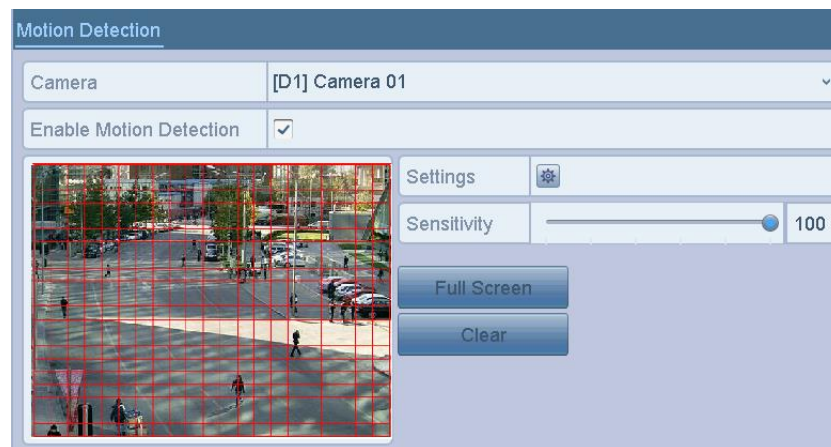 Motion Detection
Camera [D1] Camera 01
Enable Motion Detection
Settings
Sensitivity 100
Full Screen
Clear